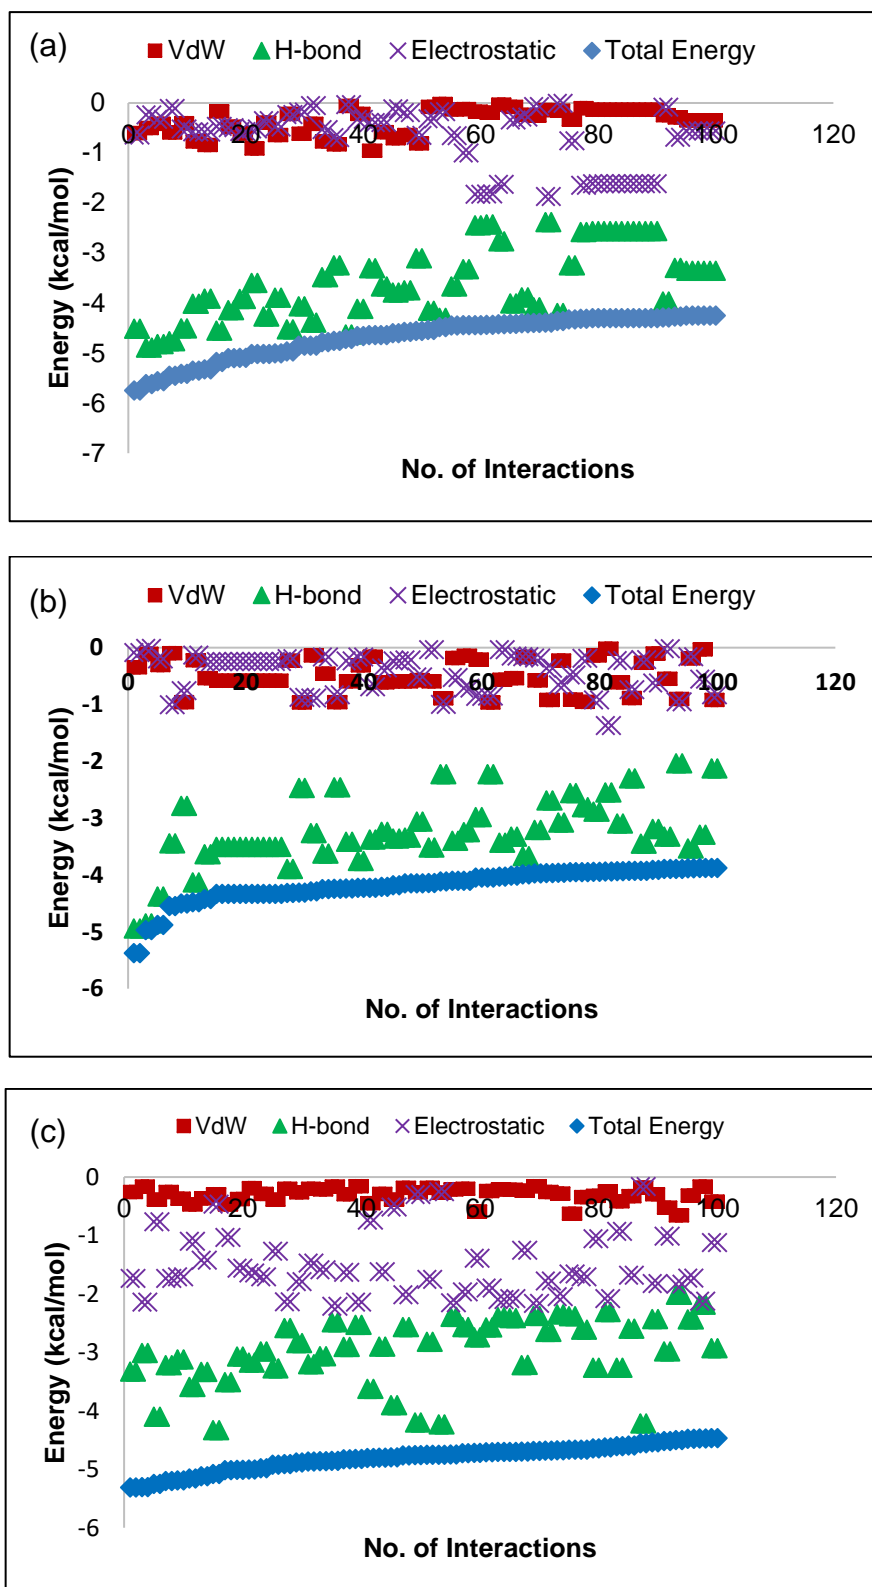 (a)
VdW H-bond Electrostatic Total Energy
0
0 20 40 60 80 100 120
-1
-2
-3
-4
-5
-6
-7
Energy (kcal/mol)
No. of Interactions
(b)
VdW H-bond Electrostatic Total Energy
0
0 20 40 60 80 100 120
-1
-2
-3
-4
-5
-6
Energy (kcal/mol)
No. of Interactions
(c)
VdW H-bond Electrostatic Total Energy
0
0 20 40 60 80 100 120
-1
-2
-3
-4
-5
-6
Energy (kcal/mol)
No. of Interactions